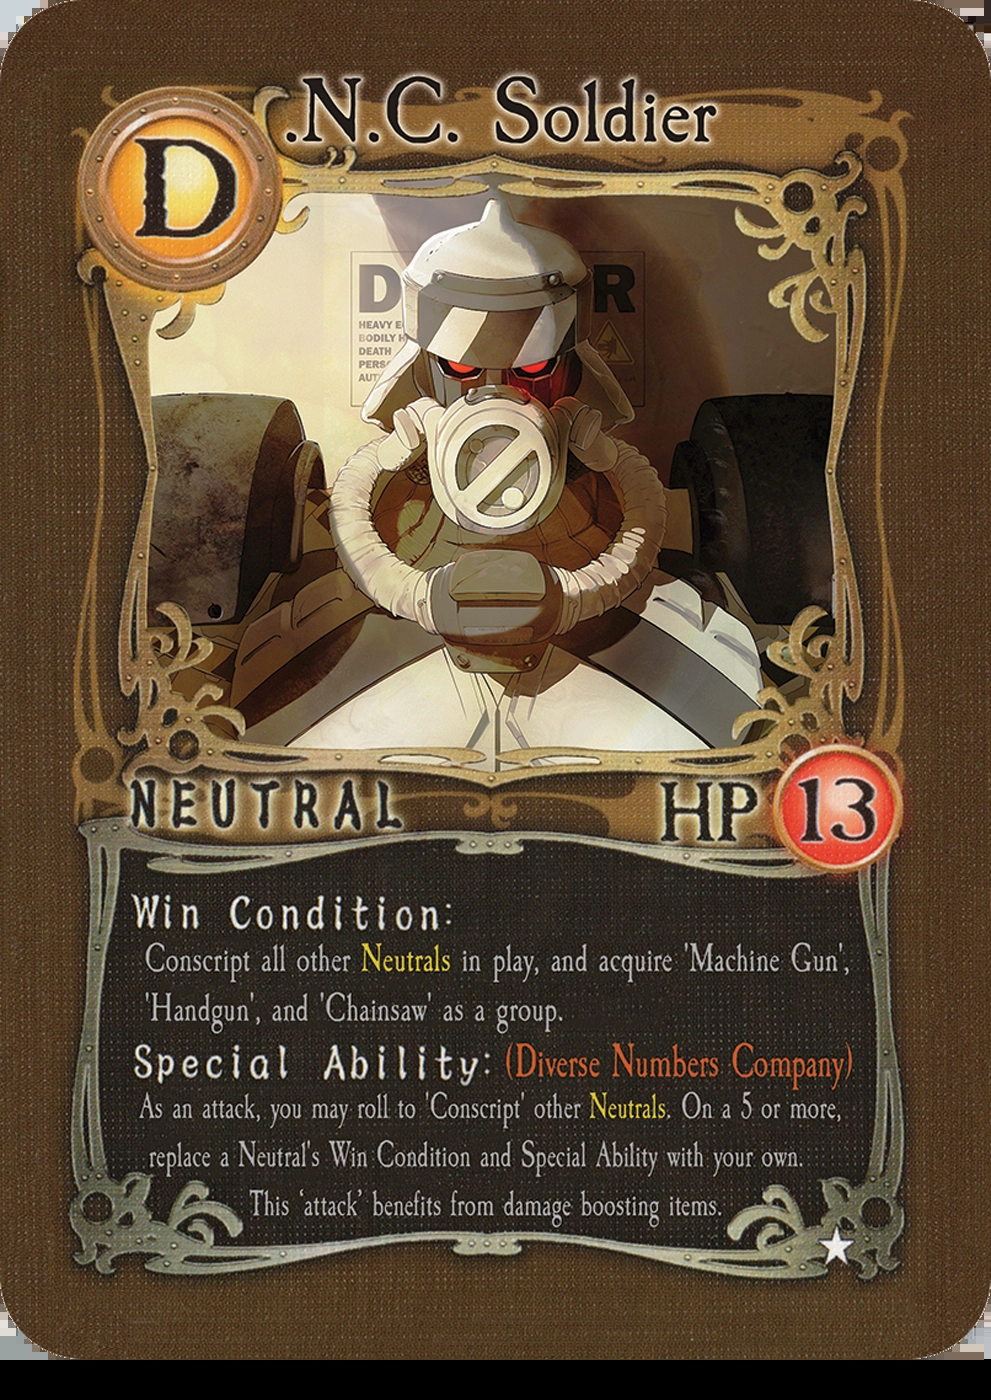 D.N.C. Soldier
D R
HEAVY
BODILY
DEATH
NEUTRAL
HP 13
Win Condition:
Conscript all other Neutrals in play, and acquire 'Machine Gun',
'Handgun', and 'Chainsaw' as a group.
Special Ability: (Diverse Numbers Company)
As an attack, you may roll to 'Conscript' other Neutrals. On a 5 or more,
replace a Neutral's Win Condition and Special Ability with your own.
This ‘attack’ benefits from damage boosting items.